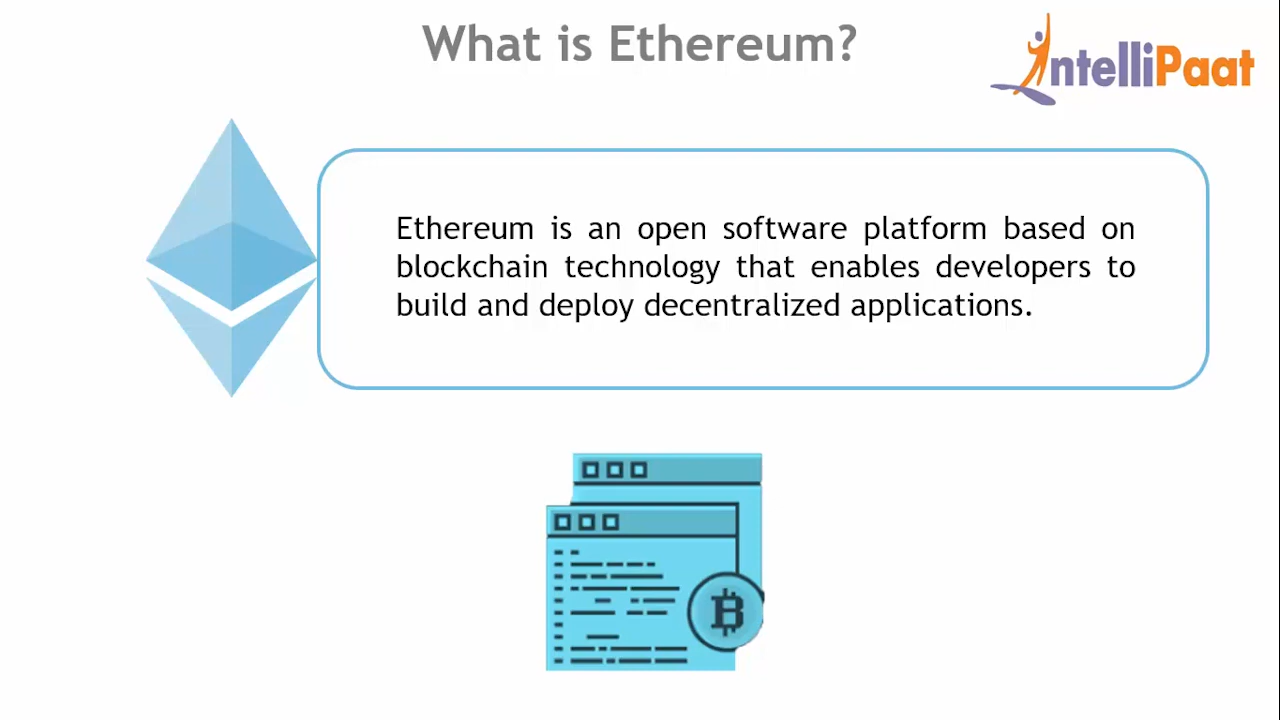 What is Ethereum?
IntelliPaat
Ethereum is an open software platform based on
blockchain technology that enables developers to
build and deploy decentralized applications.